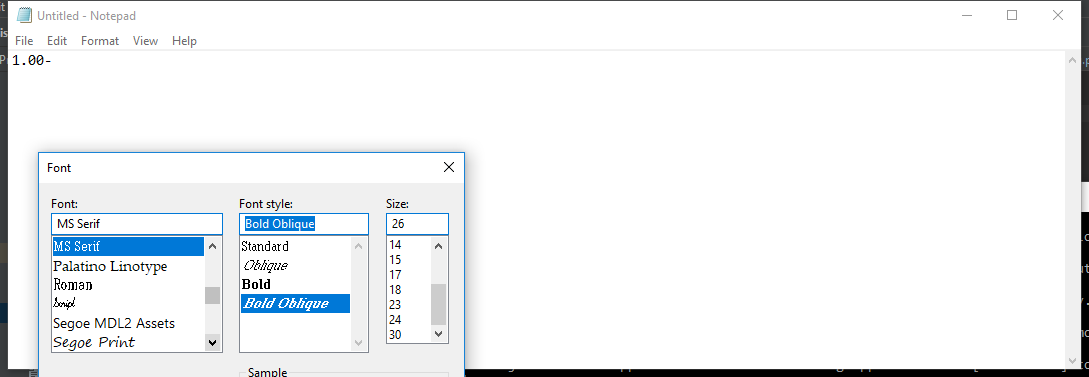 Untitled - Notepad
File Edit Format View Help
1.00-
Font
Font: Font style: Size:
MS Serif Bold Oblique 26
MS Serif Standard 14
Palatino Linotype Oblique 15
Roman Bold 17
Script Bold Oblique 18
Segoe MDL2 Assets 23
Segoe Print 24
30
Sample